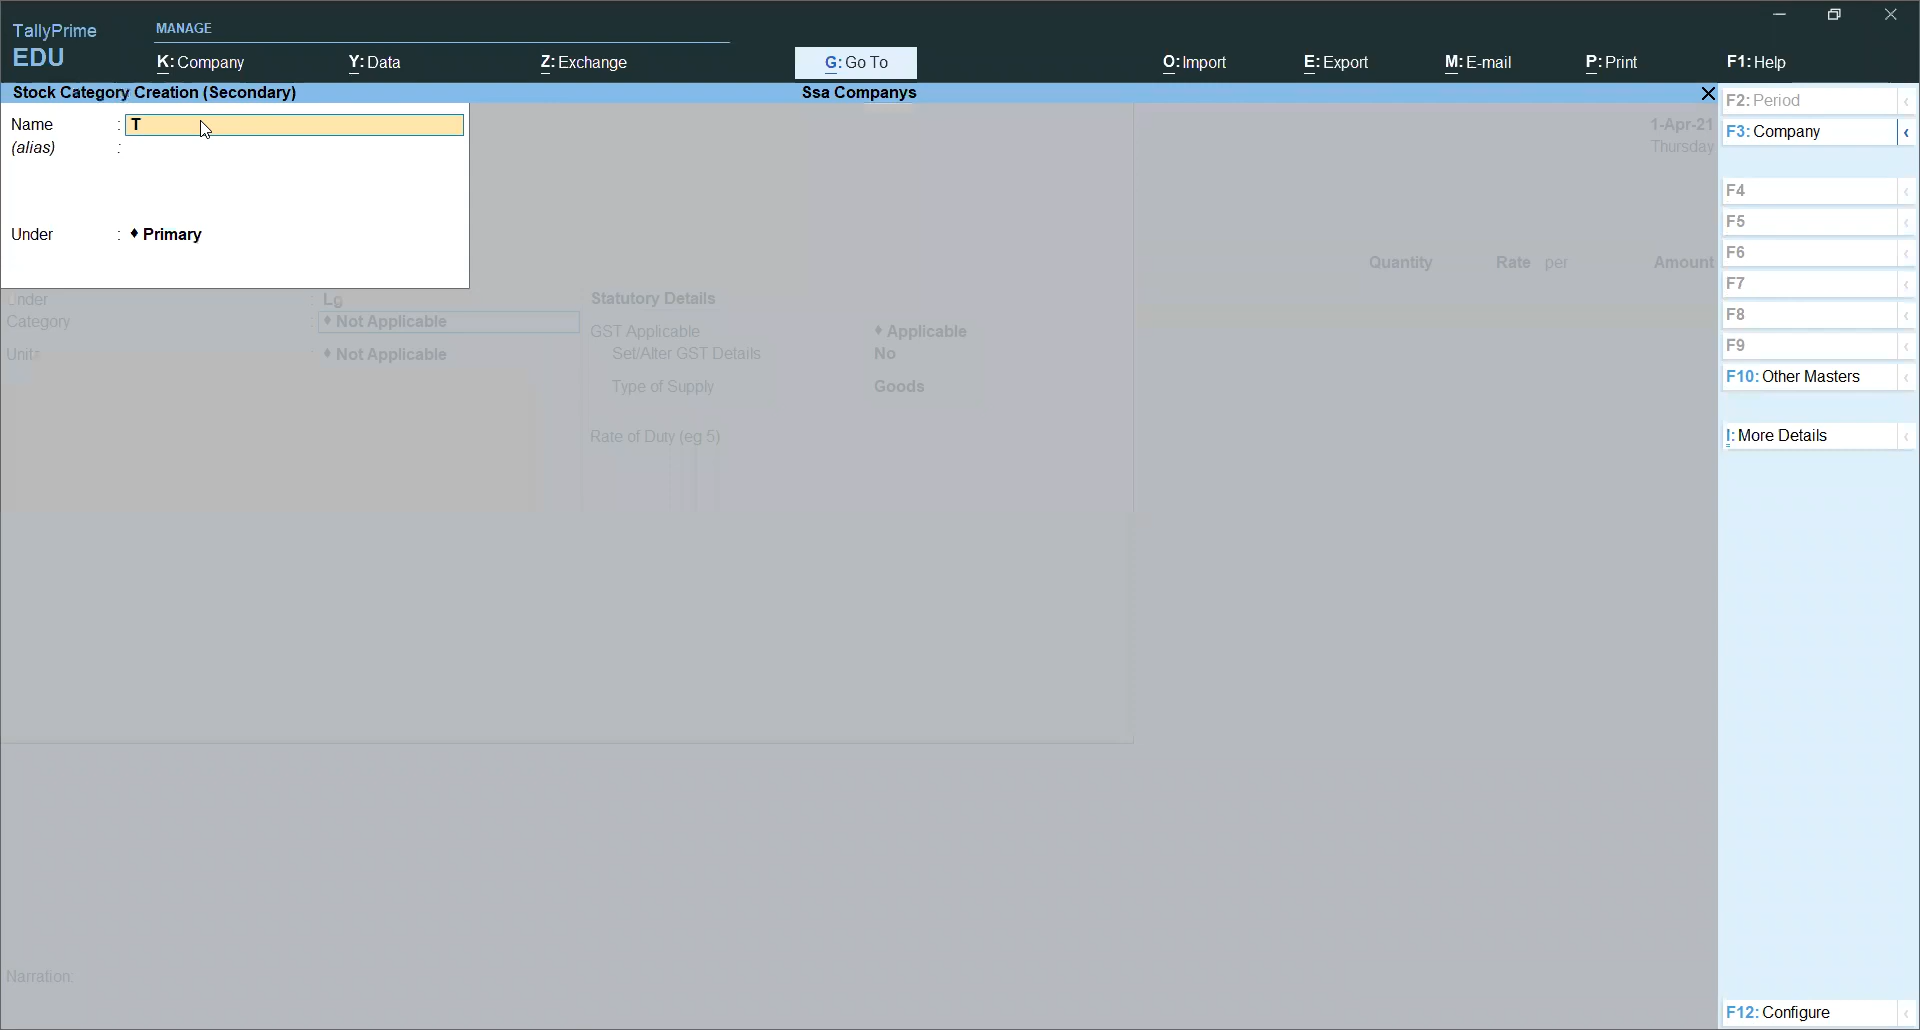 TallyPrime
EDU
MANAGE
K: Company
Y: Data
Z: Exchange
G: Go To
O: Import
E: Export
M: E-mail
P: Print
F1: Help
Stock Category Creation (Secondary)
Ssa Companys
Name : T
(alias) :
Under : ♦ Primary
1-Apr-21
Thursday
Quantity Rate per Amount
Under Lg
Category ♦ Not Applicable
Units ♦ Not Applicable
Statutory Details
GST Applicable ♦ Applicable
Set/Alter GST Details No
Type of Supply Goods
Rate of Duty (eg 5)
Narration:
F2: Period
F3: Company
F4
F5
F6
F7
F8
F9
F10: Other Masters
I: More Details
F12: Configure